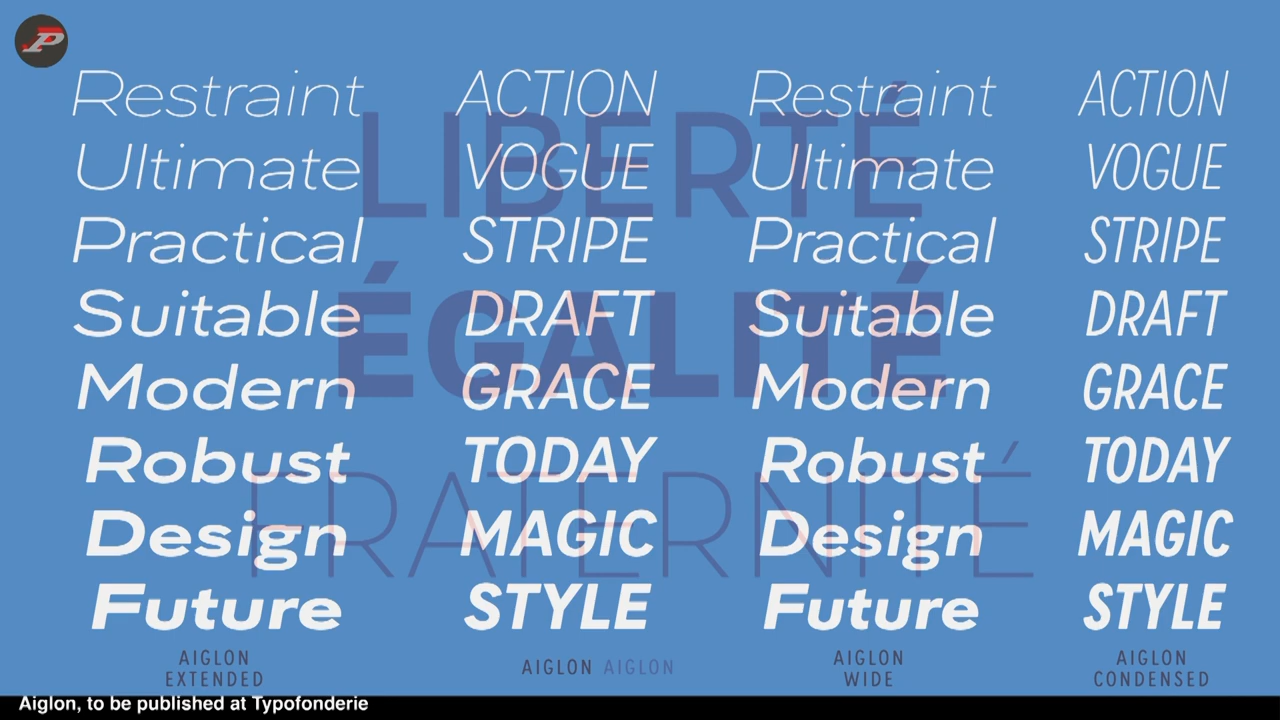 Restraint ACTION Restraint ACTION
LIBERTÉ
Ultimate VOGUE Ultimate VOGUE
Practical STRIPE Practical STRIPE
Suitable DRAFT Suitable DRAFT
ÉGALITÉ
Modern GRACE Modern GRACE
Robust TODAY Robust TODAY
FRATERNITÉ
Design MAGIC Design MAGIC
Future STYLE Future STYLE
AIGLON
EXTENDED
AIGLON AIGLON
AIGLON
WIDE
AIGLON
CONDENSED
Aiglon, to be published at Typofonderie